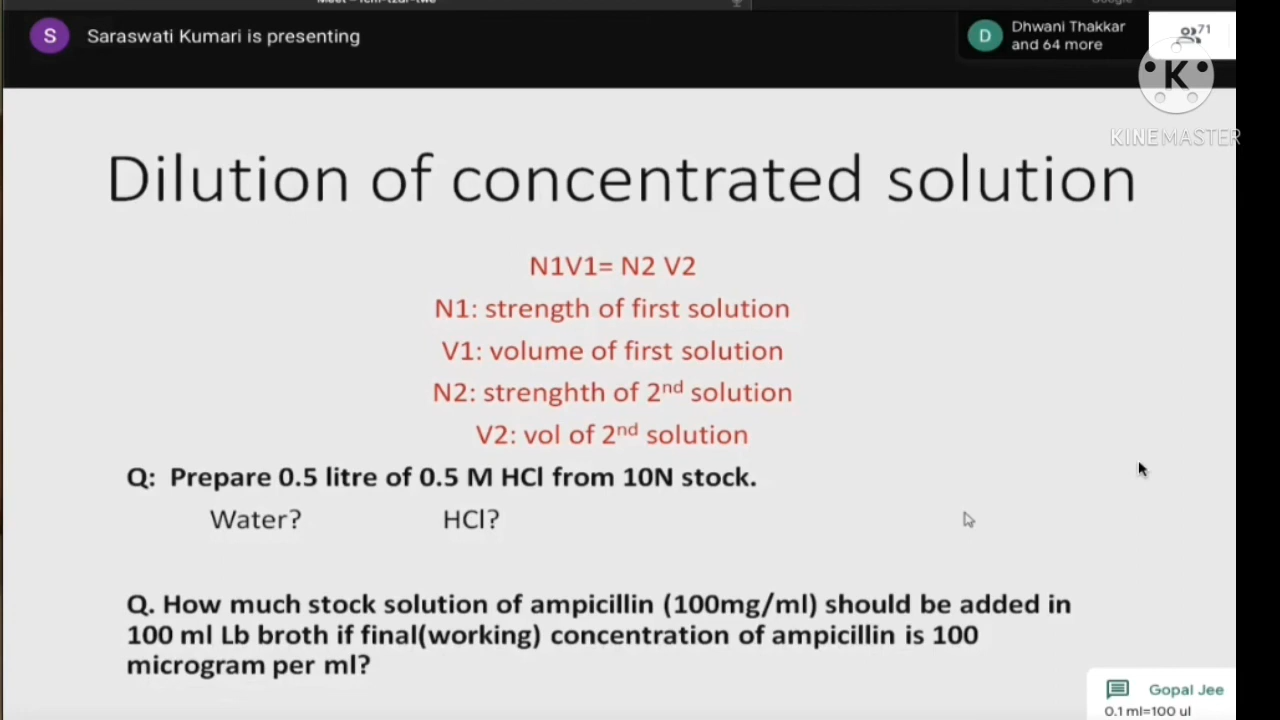 Saraswati Kumari is presenting
Dhwani Thakkar
and 64 more
71
K
KINEMASTER
S
D
Dilution of concentrated solution
N1V1= N2 V2
N1: strength of first solution
V1: volume of first solution
N2: strenghth of 2nd solution
V2: vol of 2nd solution
Q: Prepare 0.5 litre of 0.5 M HCl from 10N stock.
Water? HCl?
Q. How much stock solution of ampicillin (100mg/ml) should be added in
100 ml Lb broth if final(working) concentration of ampicillin is 100
microgram per ml?
Gopal Jee
0.1 ml=100 ul